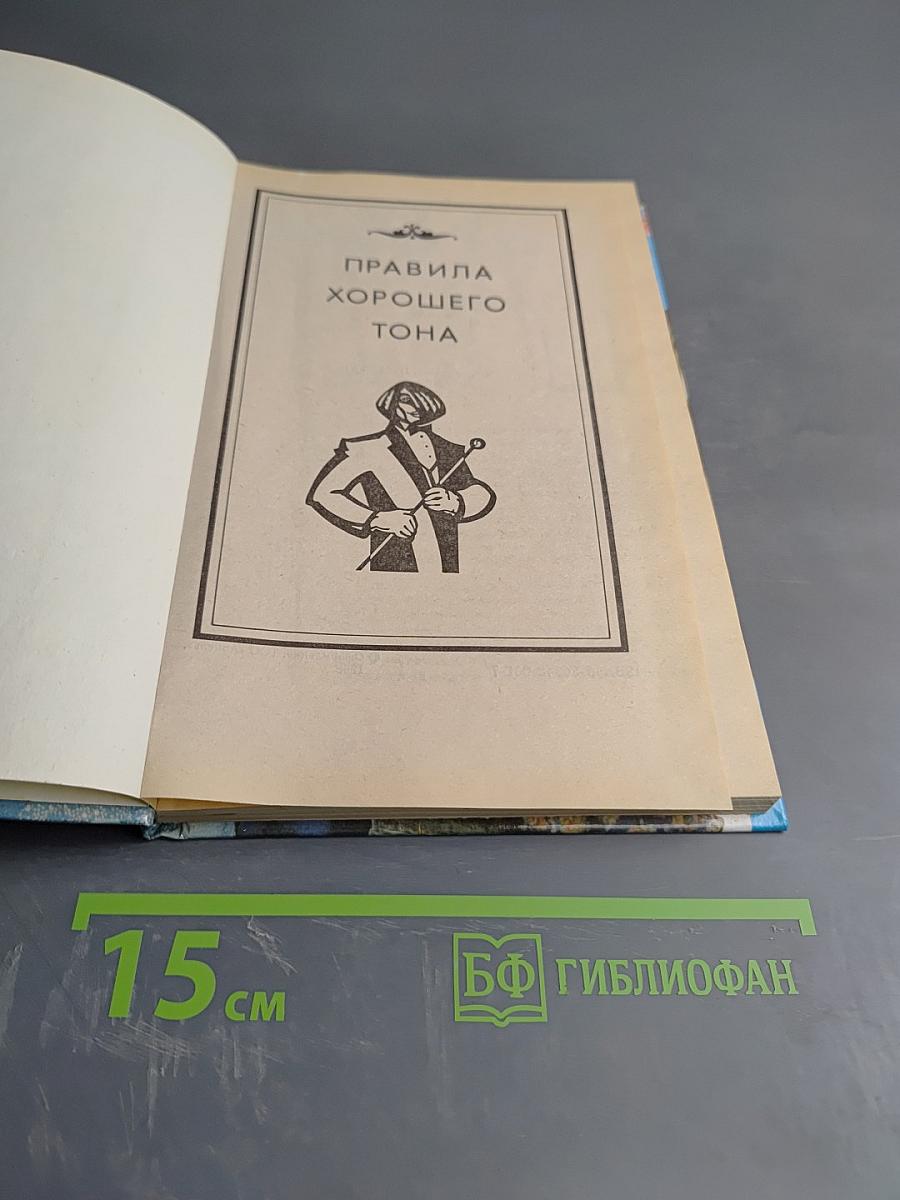 ПРАВИЛА
ХОРОШЕГО
ТОНА
15 см
БФ ГИБЛИОФАН